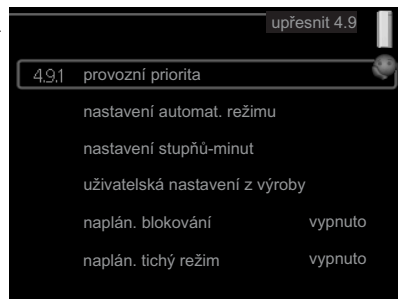 upřesnit 4.9
4.9.1 provozní priorita
nastavení automat. režimu
nastavení stupňů-minut
uživatelská nastavení z výroby
naplán. blokování vypnuto
naplán. tichý režim vypnuto